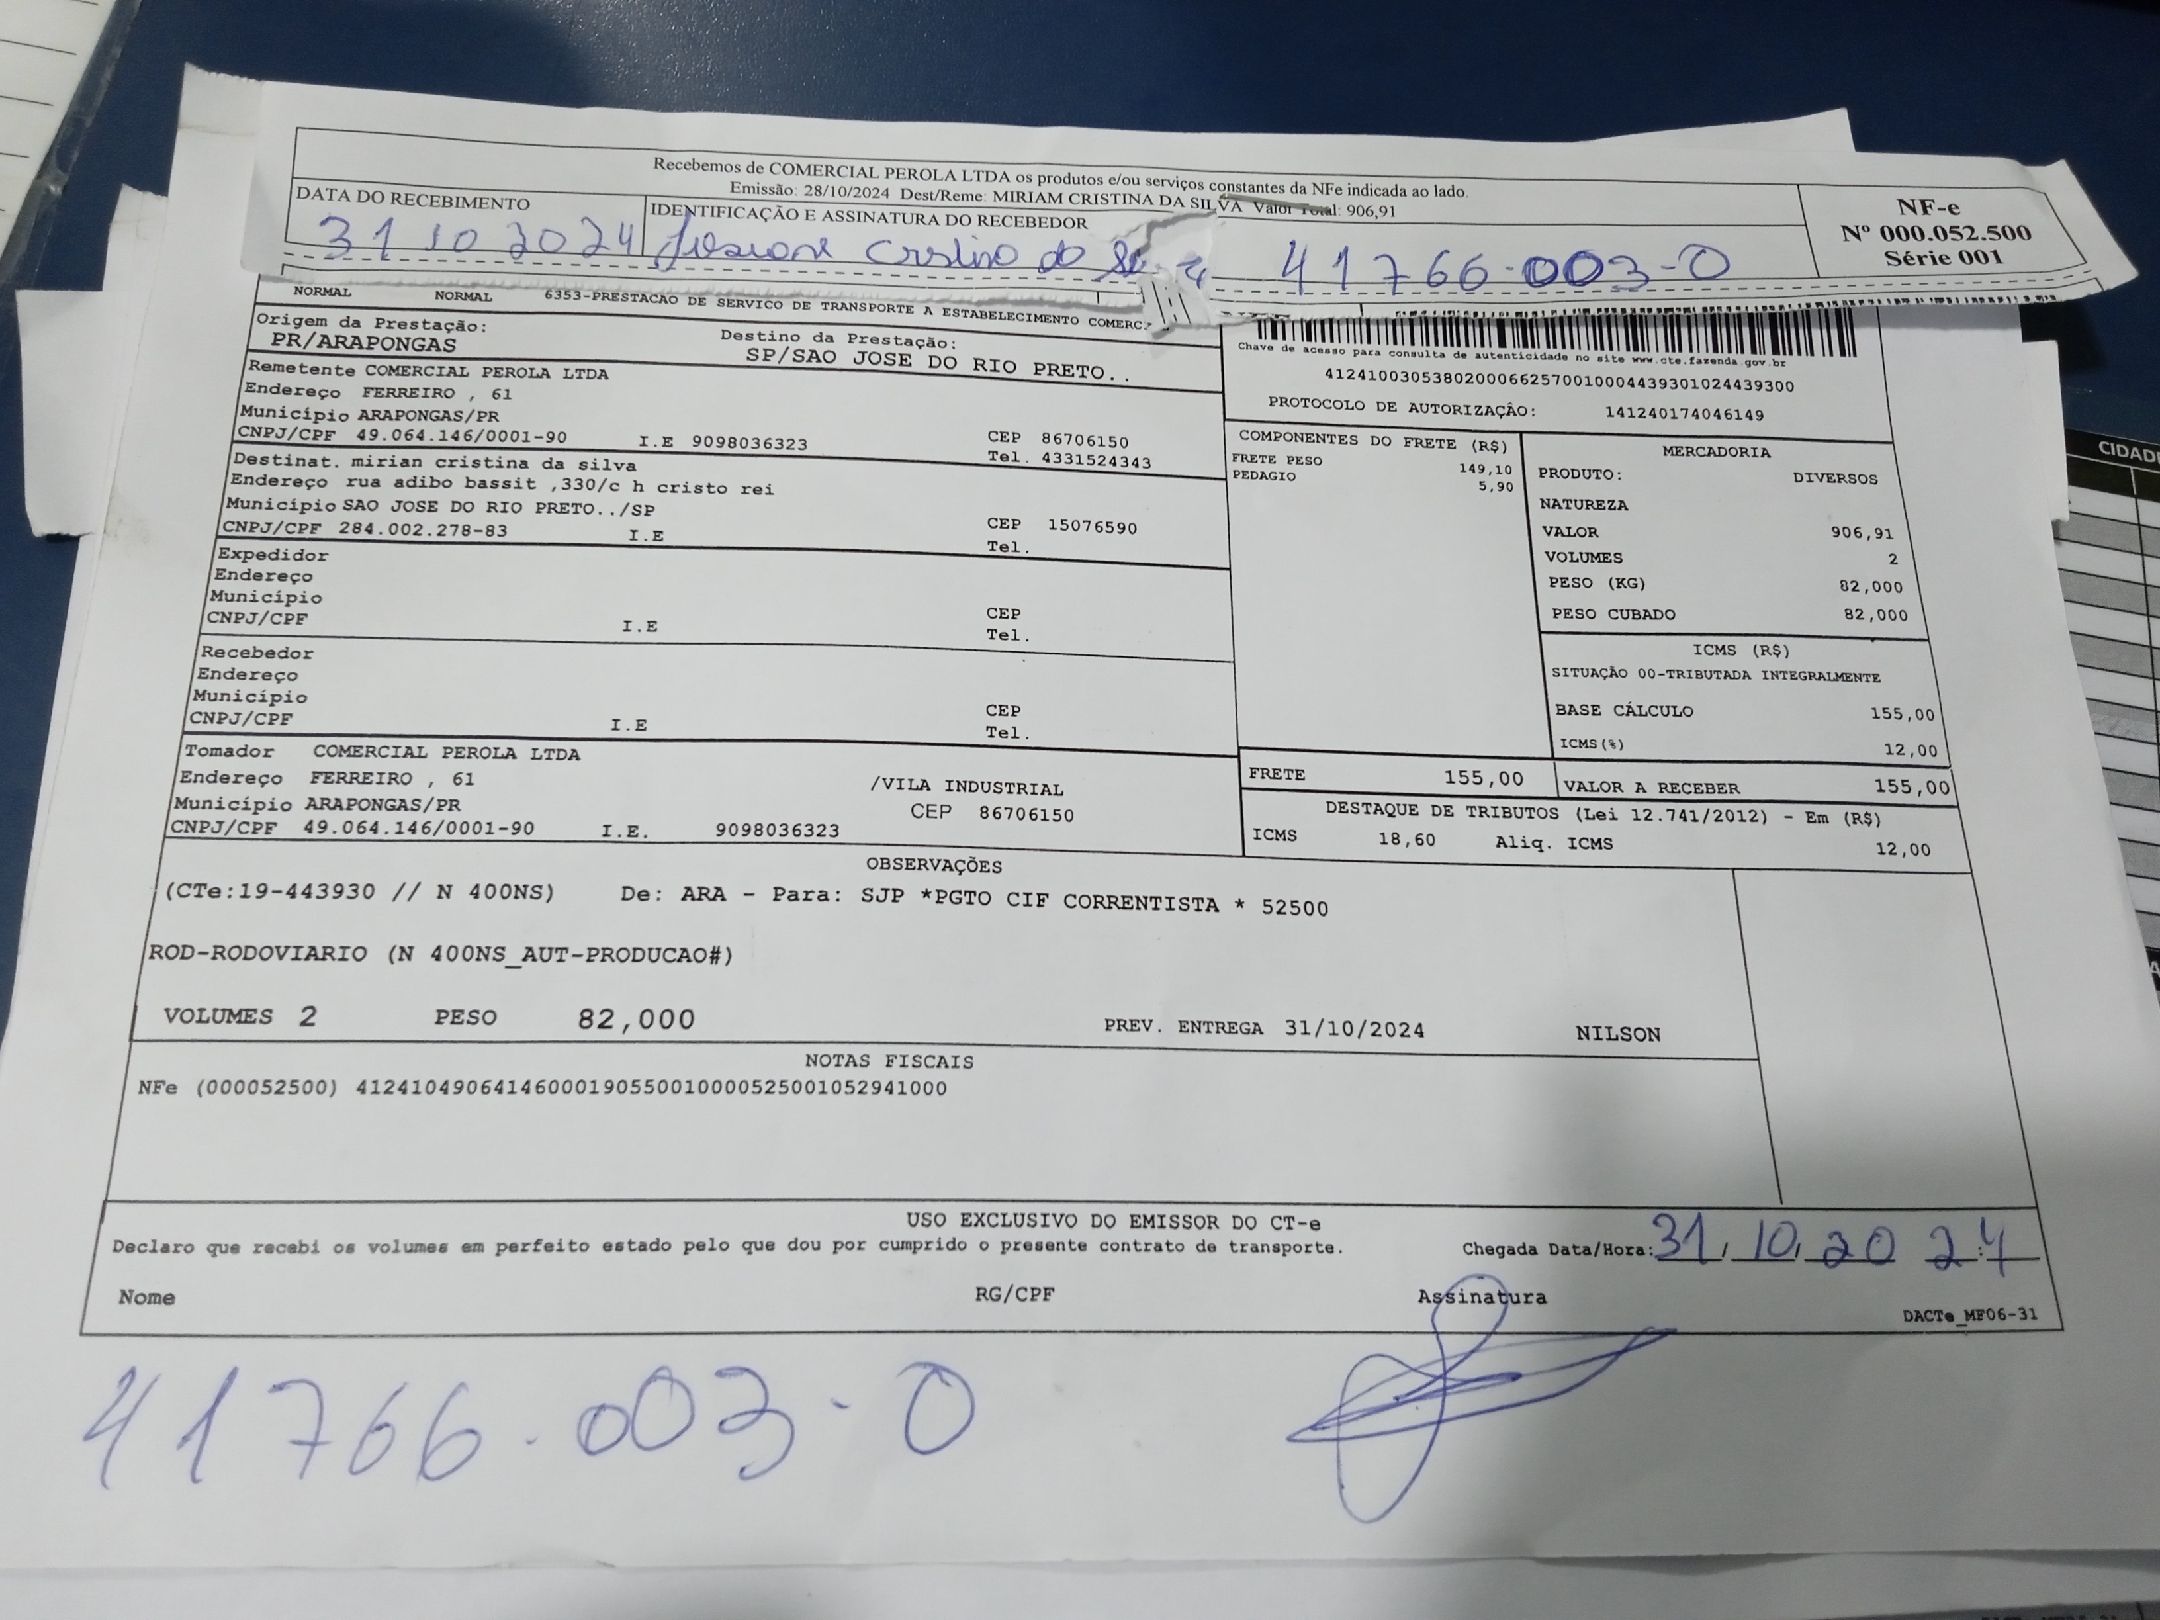 Recebemos de COMERCIAL PEROLA LTDA os produtos e/ou serviços constantes da NFe indicada ao lado.
Emissão: 28/10/2024 Dest/Reme: MIRIAM CRISTINA DA SILVA Valor Total: 906,91
DATA DO RECEBIMENTO
IDENTIFICAÇÃO E ASSINATURA DO RECEBEDOR
31 10 2024
41766.003-0
NF-e
Nº 000.052.500
Série 001
NORMAL NORMAL 6353-PRESTACAO DE SERVICO DE TRANSPORTE A ESTABELECIMENTO COMERC
Origem da Prestação:
PR/ARAPONGAS
Destino da Prestação:
SP/SAO JOSE DO RIO PRETO..
Chave de acesso para consulta de autenticidade no site www.cte.fazenda.gov.br
41241003053802000662570010004439301024439300
PROTOCOLO DE AUTORIZAÇÃO: 141240174046149
Remetente COMERCIAL PEROLA LTDA
Endereço FERREIRO , 61
Município ARAPONGAS/PR
CEP 86706150
CNPJ/CPF 49.064.146/0001-90 I.E 9098036323 Tel. 4331524343
Destinat. mirian cristina da silva
Endereço rua adibo bassit ,330/c h cristo rei
Município SAO JOSE DO RIO PRETO../SP
CEP 15076590
CNPJ/CPF 284.002.278-83 I.E Tel.
Expedidor
Endereço
Município
CEP
CNPJ/CPF I.E Tel.
Recebedor
Endereço
Município
CEP
CNPJ/CPF I.E Tel.
Tomador COMERCIAL PEROLA LTDA
Endereço FERREIRO , 61 /VILA INDUSTRIAL
Município ARAPONGAS/PR CEP 86706150
CNPJ/CPF 49.064.146/0001-90 I.E. 9098036323
COMPONENTES DO FRETE (R$)
FRETE PESO 149,10
PEDAGIO 5,90
MERCADORIA
PRODUTO: DIVERSOS
NATUREZA
VALOR 906,91
VOLUMES 2
PESO (KG) 82,000
PESO CUBADO 82,000
ICMS (R$)
SITUAÇÃO 00-TRIBUTADA INTEGRALMENTE
BASE CÁLCULO 155,00
ICMS(%) 12,00
FRETE 155,00 VALOR A RECEBER 155,00
DESTAQUE DE TRIBUTOS (Lei 12.741/2012) - Em (R$)
ICMS 18,60 Aliq. ICMS 12,00
OBSERVAÇÕES
(CTe:19-443930 // N 400NS) De: ARA - Para: SJP *PGTO CIF CORRENTISTA * 52500
ROD-RODOVIARIO (N 400NS_AUT-PRODUCAO#)
VOLUMES 2 PESO 82,000 PREV. ENTREGA 31/10/2024 NILSON
NOTAS FISCAIS
NFe (000052500) 41241049064146000190550010000525001052941000
USO EXCLUSIVO DO EMISSOR DO CT-e
Declaro que recebi os volumes em perfeito estado pelo que dou por cumprido o presente contrato de transporte.
Chegada Data/Hora: 31, 10, 20 2:4
Nome RG/CPF Assinatura
DACTe_MF06-31
41766.003-0
CIDAD